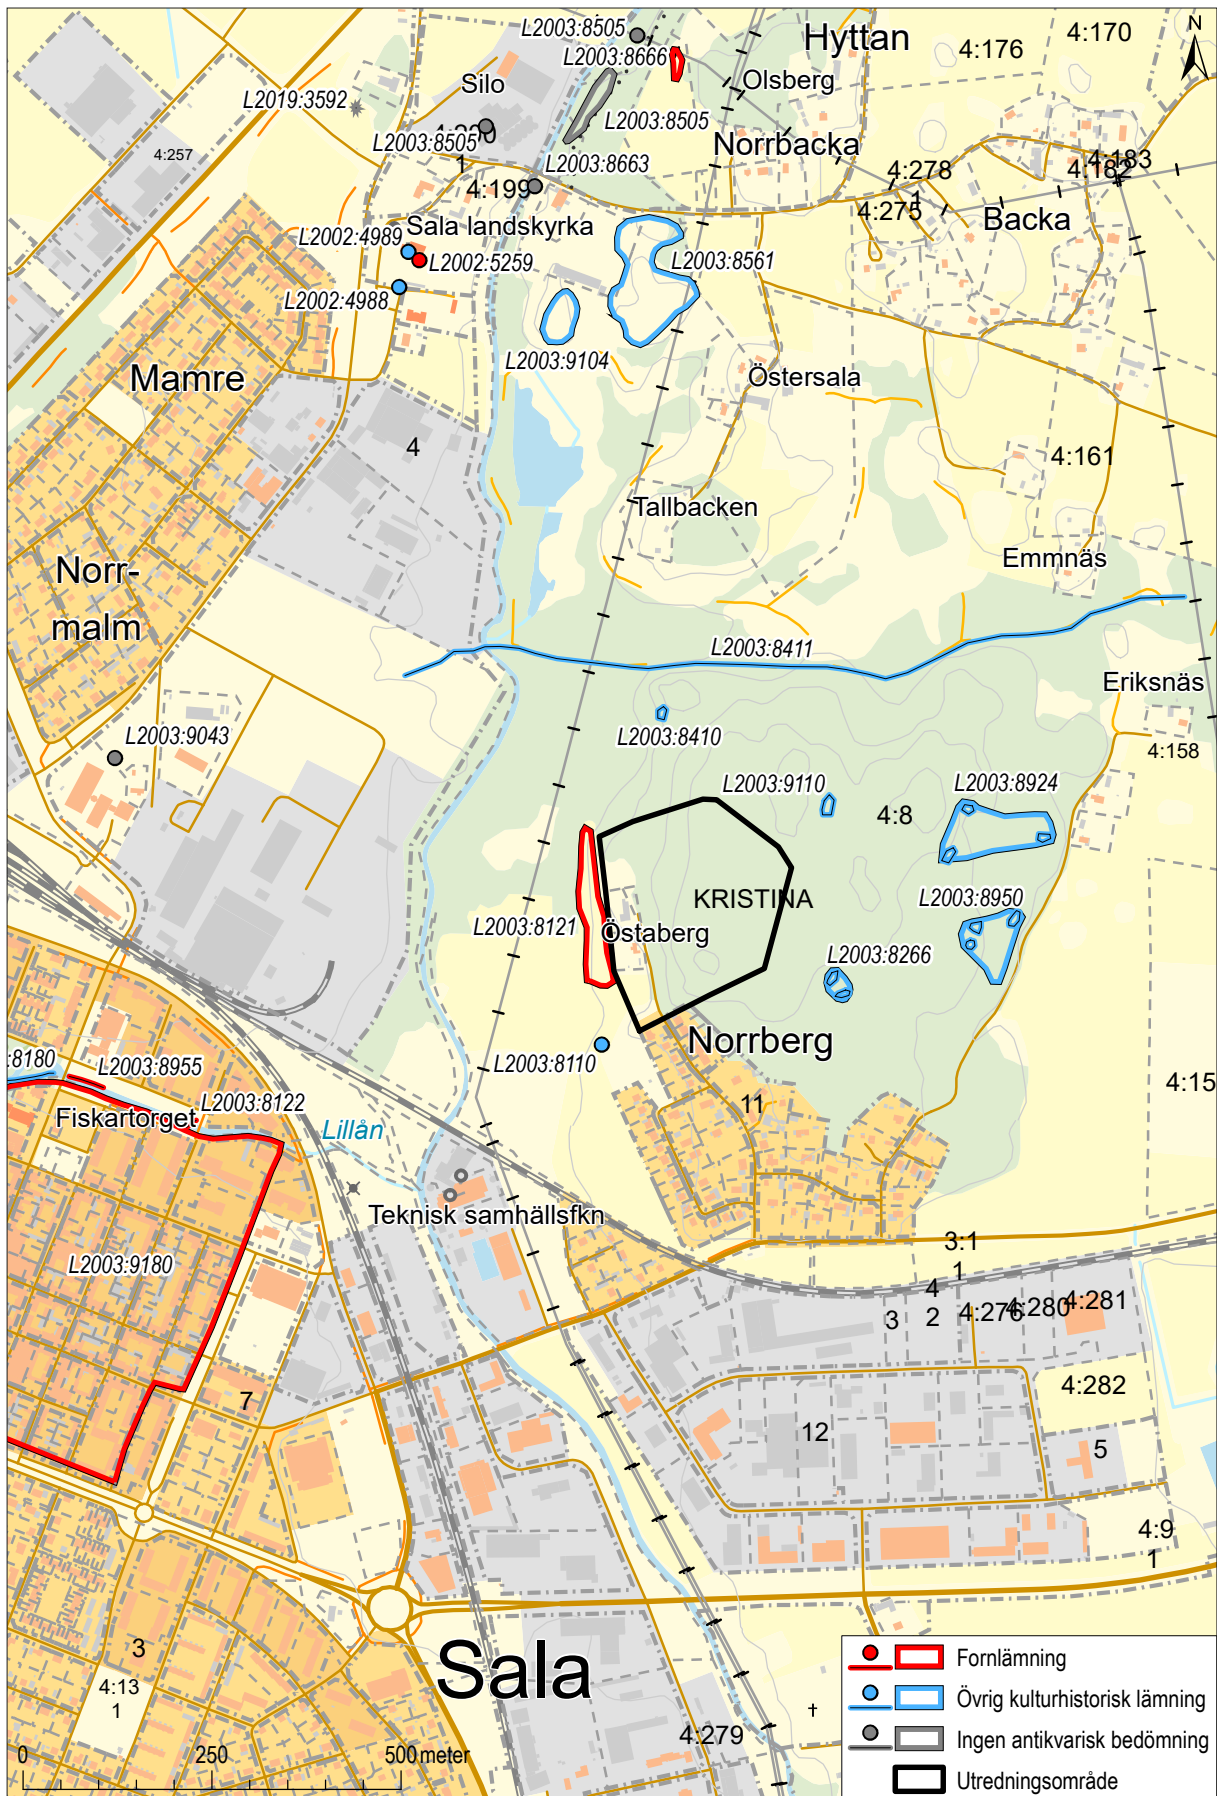 L2003:8505
Hyttan
4:170
N
4:176
L2003:8666
Silo
Olsberg
L2019:3592
L2003:8505
L2003:8505
Norrbacka
4:257
1
L2003:8663
4:183
4:182
2
4:278
1
4:199
4:275
Backa
Sala landskyrka
L2002:4989
L2002:5259
L2003:8561
L2002:4988
L2003:9104
Mamre
Östersala
4
4:161
Tallbacken
Emmnäs
Norr-
malm
L2003:8411
Eriksnäs
L2003:9043
L2003:8410
4:158
L2003:9110
L2003:8924
4:8
KRISTINA
L2003:8950
L2003:8121
Östaberg
L2003:8266
Norrberg
:8180
L2003:8955
L2003:8110
4:15
L2003:8122
11
Fiskartorget
Lillån
Teknisk samhällsfkn
3:1
1
L2003:9180
4
2
3
4:276
4:280
4:281
4:282
7
12
5
4:9
1
Sala
3
4:13
1
4:279
0
250
500 meter
Fornlämning
Övrig kulturhistorisk lämning
Ingen antikvarisk bedömning
Utredningsområde